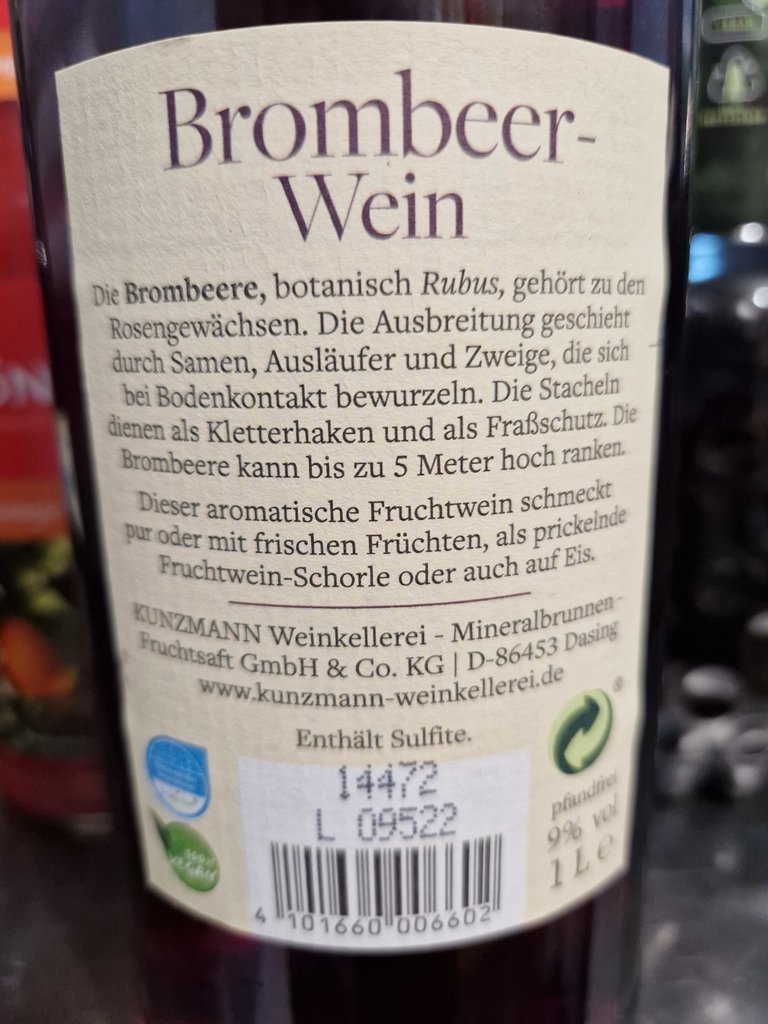 Brombeer-
Wein
Die Brombeere, botanisch Rubus, gehört zu den
Rosengewächsen. Die Ausbreitung geschieht
durch Samen, Ausläufer und Zweige, die sich
bei Bodenkontakt bewurzeln. Die Stacheln
dienen als Kletterhaken und als Fraßschutz. Die
Brombeere kann bis zu 5 Meter hoch ranken.
Dieser aromatische Fruchtwein schmeckt
pur oder mit frischen Früchten, als prickelnde
Fruchtwein-Schorle oder auch auf Eis.
KUNZMANN Weinkellerei - Mineralbrunnen -
Fruchtsaft GmbH & Co. KG | D-86453 Dasing
www.kunzmann-weinkellerei.de
Enthält Sulfite.
14472
L 09522
4 101660 006602
100%
VEGAN
®
pfandfrei
9% vol
1 L e